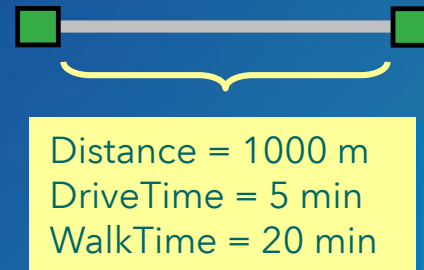 Distance = 1000 m
DriveTime = 5 min
WalkTime = 20 min